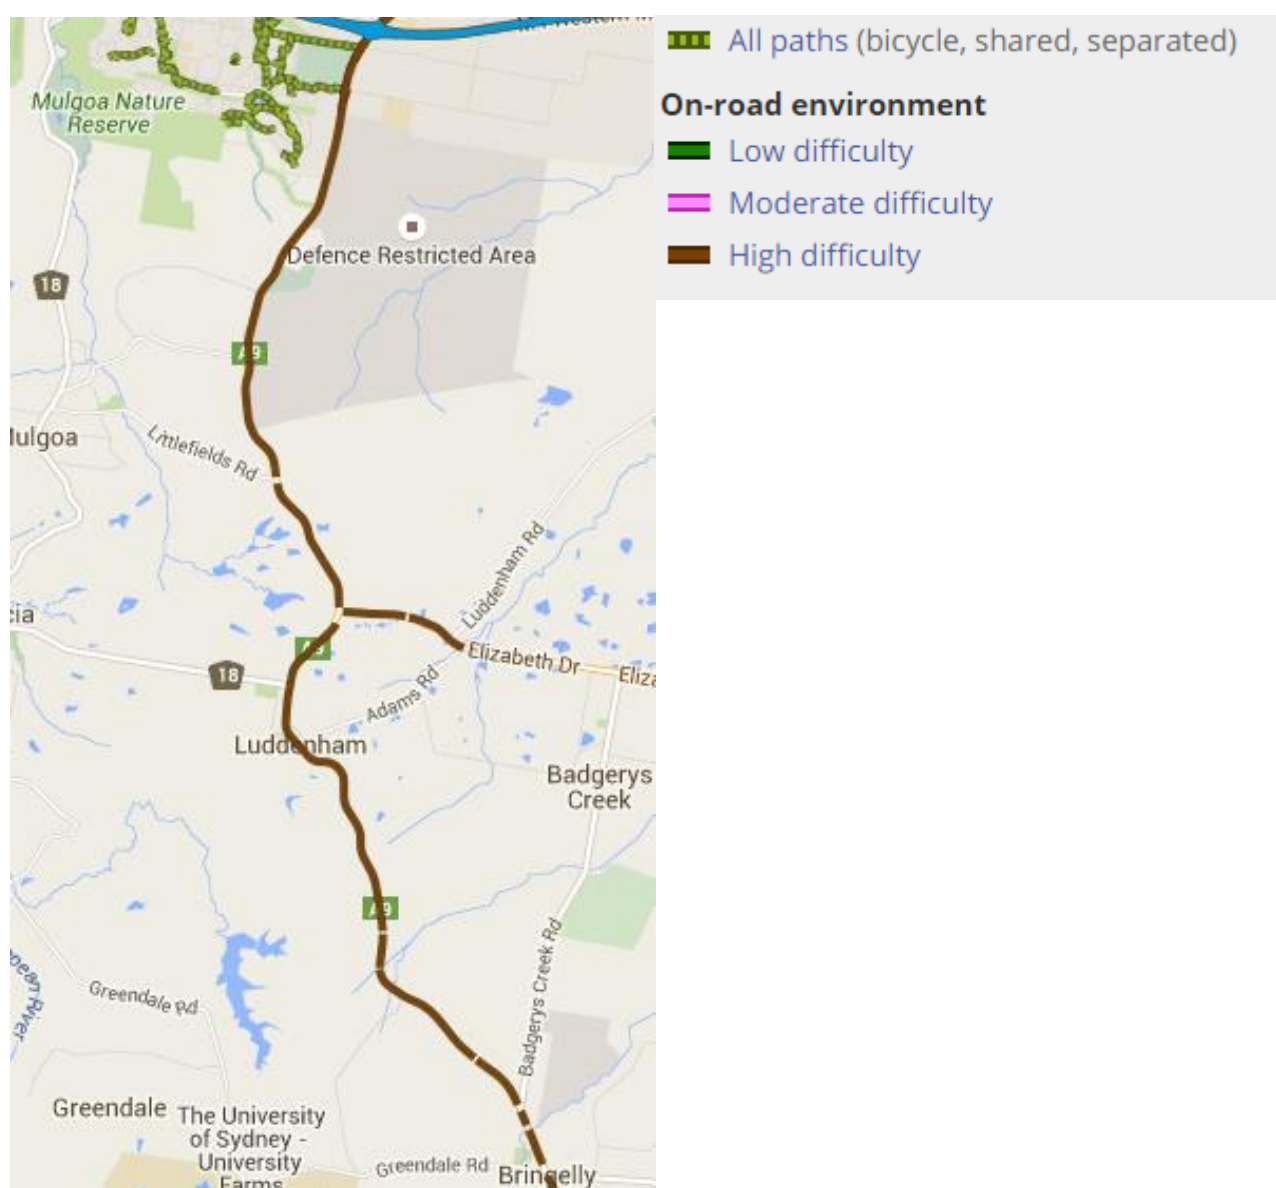 All paths (bicycle, shared, separated)
On-road environment
Low difficulty
Moderate difficulty
High difficulty
Mulgoa Nature
Reserve
Defence Restricted Area
18
A9
Littlefields Rd
Luddenham Rd
Elizabeth Dr
18
Adams Rd
Luddenham
Badgerys
Creek
A9
Badgerys Creek Rd
Greendale Rd
Greendale
The University
of Sydney -
University
Farms
Greendale Rd
Bringelly